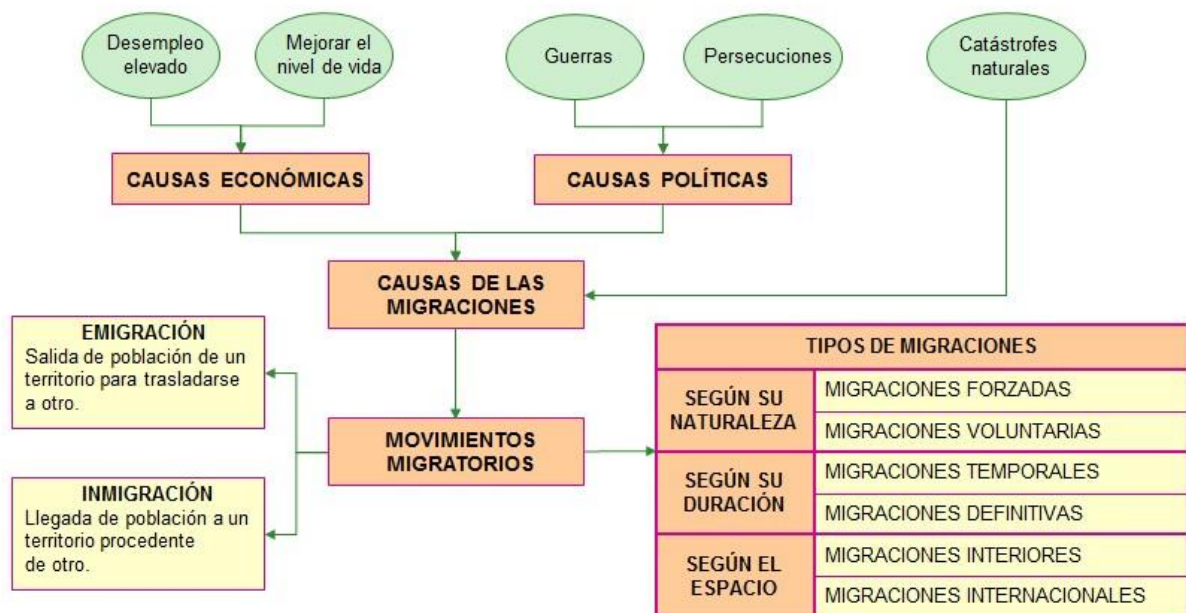 Desempleo
elevado
Mejorar el
nivel de vida
Guerras
Persecuciones
Catástrofes
naturales
CAUSAS ECONÓMICAS
CAUSAS POLÍTICAS
CAUSAS DE LAS
MIGRACIONES
EMIGRACIÓN
Salida de población de un
territorio para trasladarse
a otro.
INMIGRACIÓN
Llegada de población a un
territorio procedente
de otro.
MOVIMIENTOS
MIGRATORIOS
TIPOS DE MIGRACIONES
SEGÚN SU
NATURALEZA
MIGRACIONES FORZADAS
MIGRACIONES VOLUNTARIAS
SEGÚN SU
DURACIÓN
MIGRACIONES TEMPORALES
MIGRACIONES DEFINITIVAS
SEGÚN EL
ESPACIO
MIGRACIONES INTERIORES
MIGRACIONES INTERNACIONALES